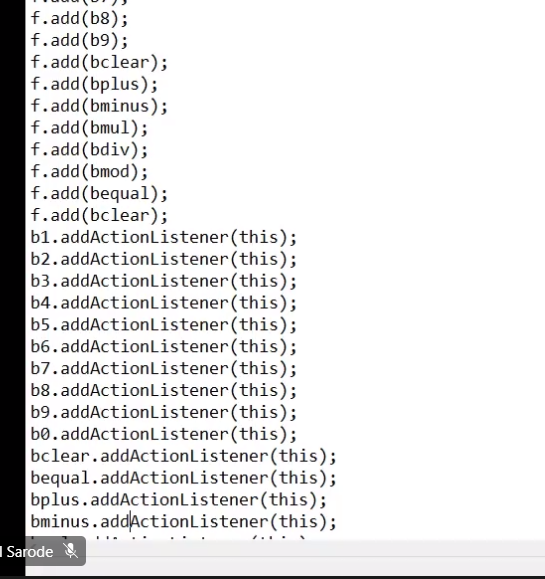 f.add(b7);
f.add(b8);
f.add(b9);
f.add(bclear);
f.add(bplus);
f.add(bminus);
f.add(bmul);
f.add(bdiv);
f.add(bmod);
f.add(bequal);
f.add(bclear);
b1.addActionListener(this);
b2.addActionListener(this);
b3.addActionListener(this);
b4.addActionListener(this);
b5.addActionListener(this);
b6.addActionListener(this);
b7.addActionListener(this);
b8.addActionListener(this);
b9.addActionListener(this);
b0.addActionListener(this);
bclear.addActionListener(this);
bequal.addActionListener(this);
bplus.addActionListener(this);
bminus.addActionListener(this);
Sarode